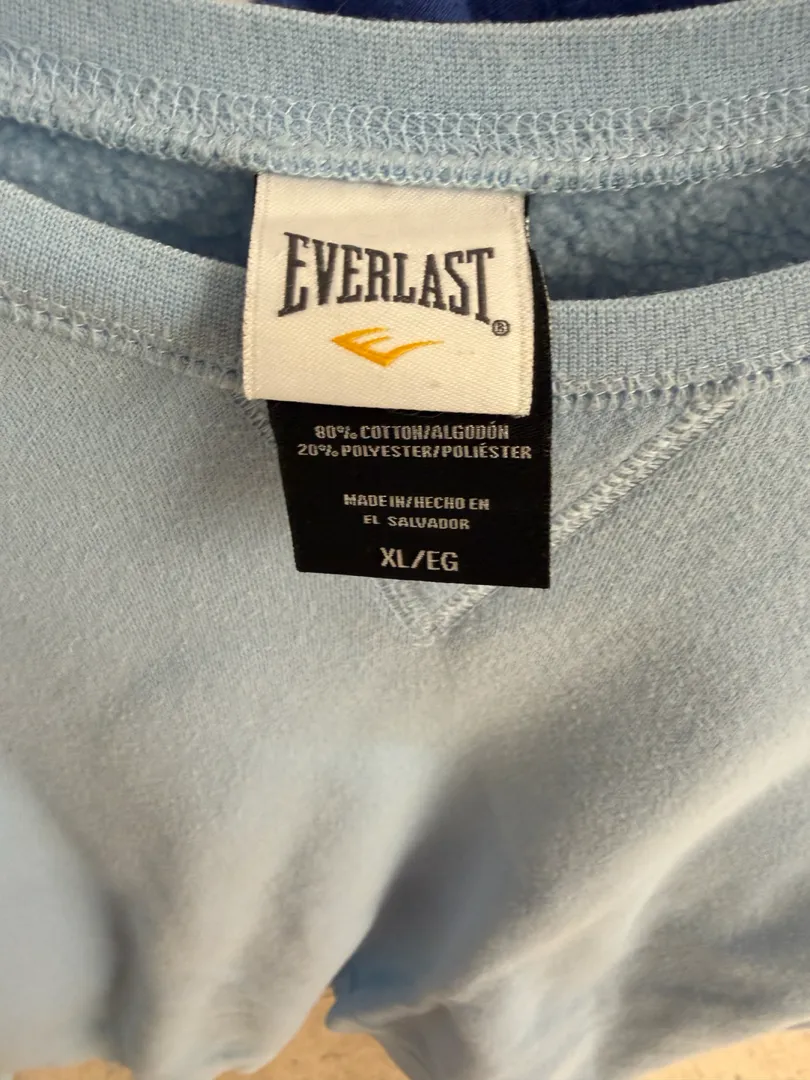 EVERLAST®
80% COTTON/ALGODÓN
20% POLYESTER/POLIÉSTER
MADE IN/HECHO EN
EL SALVADOR
XL/EG